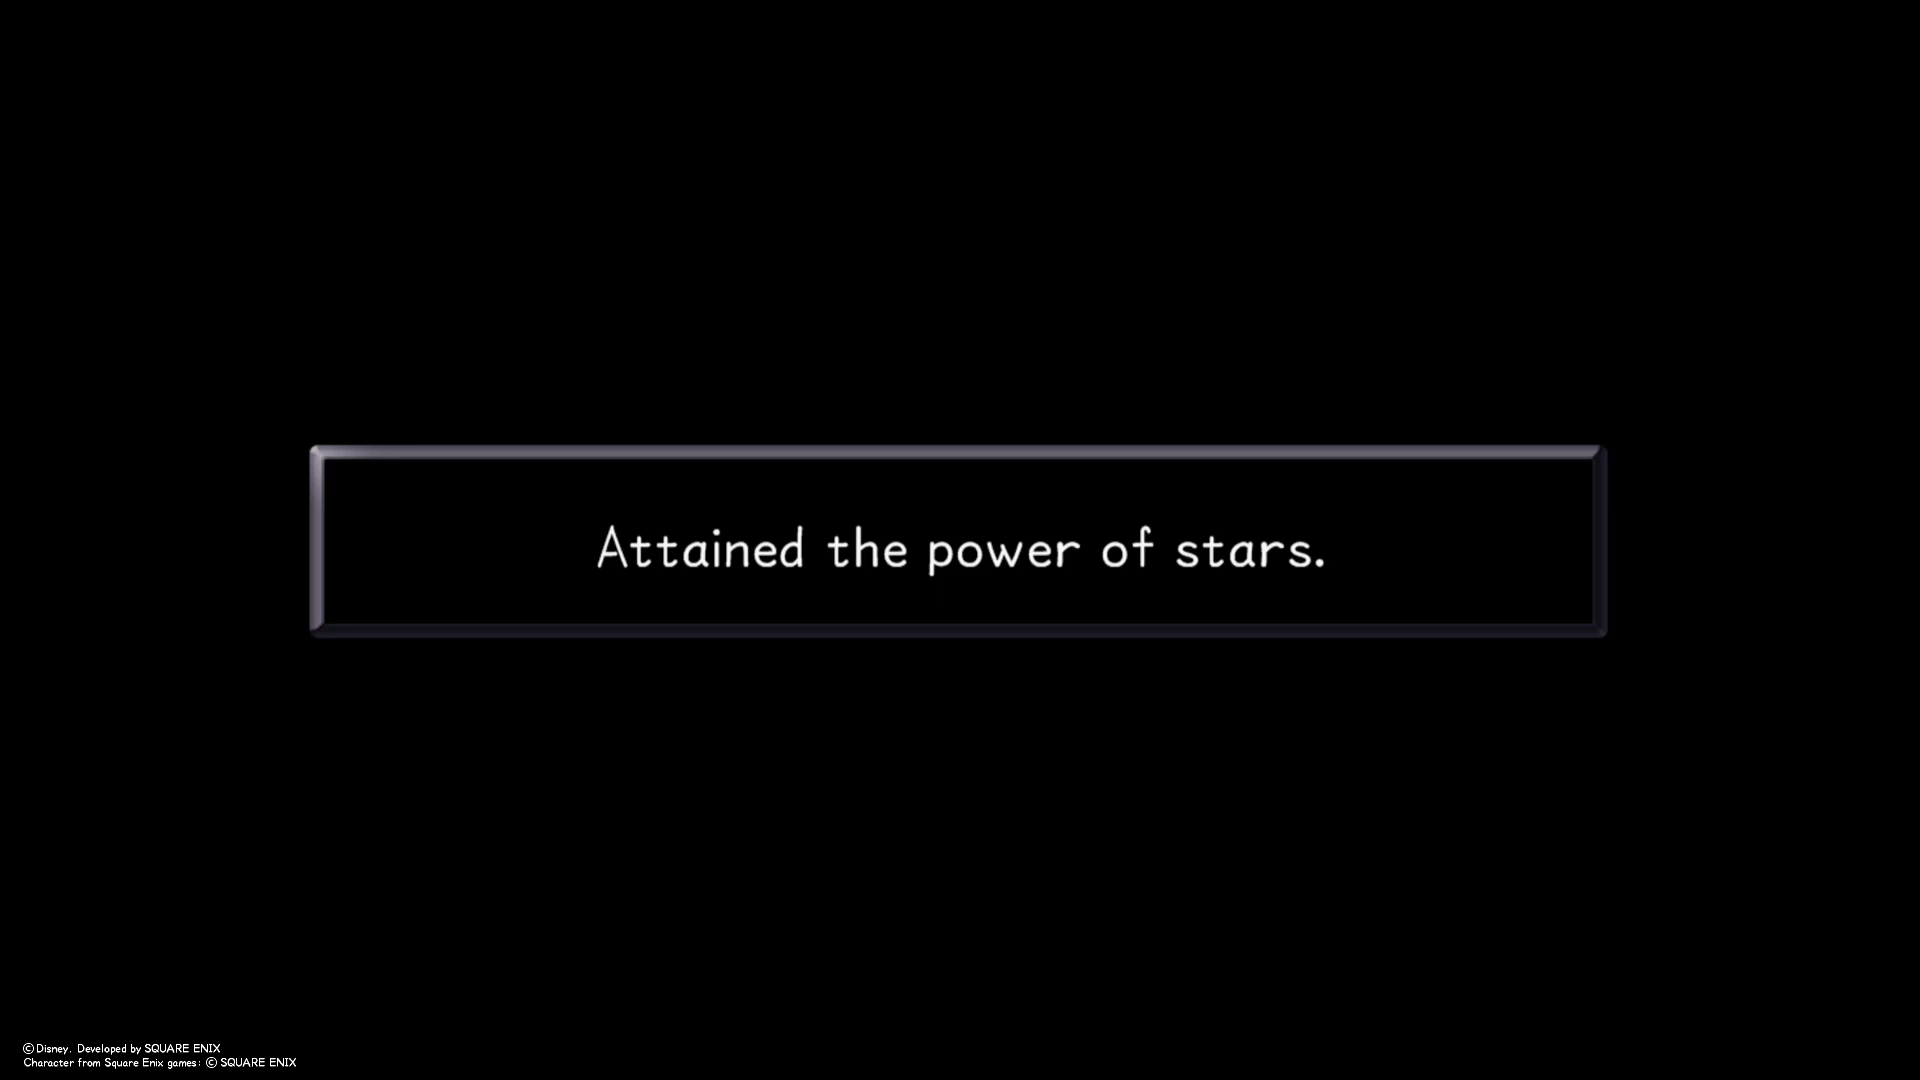 Attained the power of stars.
©Disney. Developed by SQUARE ENIX
Character from Square Enix games: © SQUARE ENIX